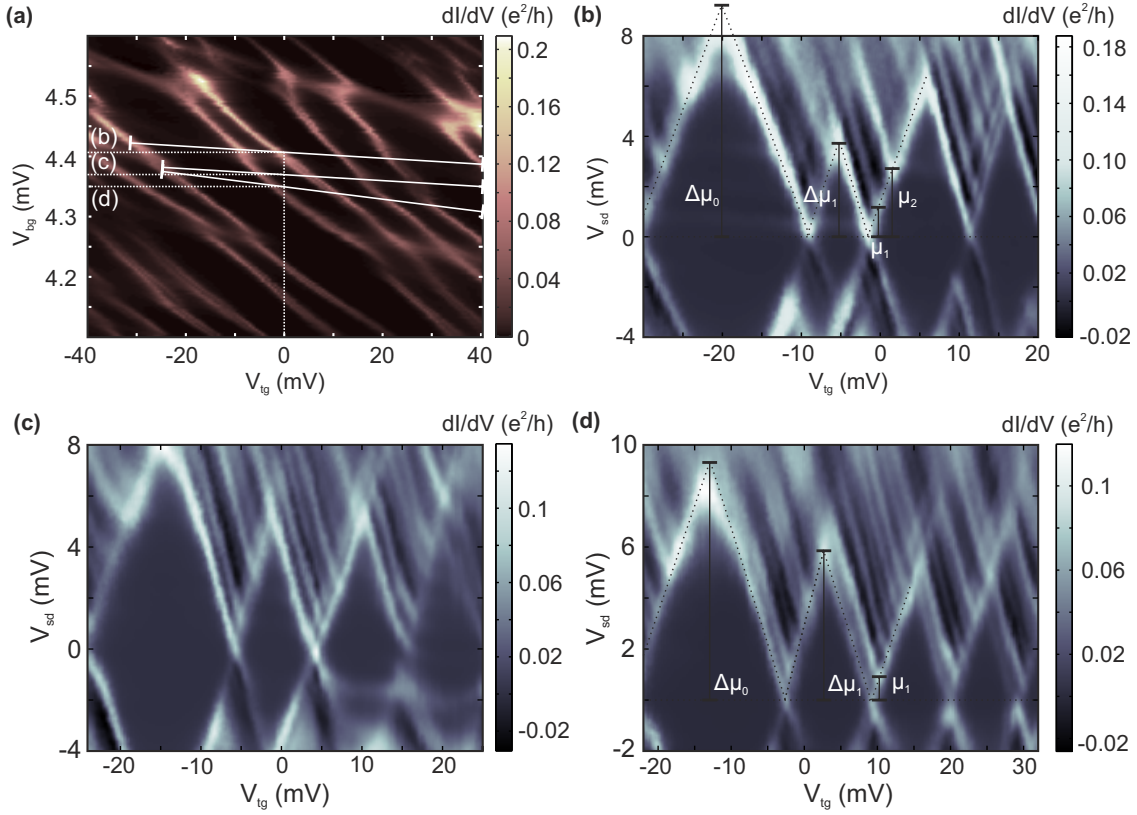 (a)
dI/dV (e²/h)
0.2
0.16
0.12
0.08
0.04
0
4.5
4.4
4.3
4.2
V_bg (mV)
(b)
(c)
(d)
-40
-20
0
20
40
V_tg (mV)
(b)
dI/dV (e²/h)
0.18
0.14
0.10
0.06
0.02
-0.02
8
4
0
-4
V_sd (mV)
Δμ₀
Δμ₁
μ₂
μ₁
-20
-10
0
10
20
V_tg (mV)
(c)
dI/dV (e²/h)
0.1
0.06
0.02
-0.02
8
4
0
-4
V_sd (mV)
-20
-10
0
10
20
V_tg (mV)
(d)
dI/dV (e²/h)
0.1
0.06
0.02
-0.02
10
6
2
-2
V_sd (mV)
Δμ₀
Δμ₁
μ₁
-20
-10
0
10
20
30
V_tg (mV)